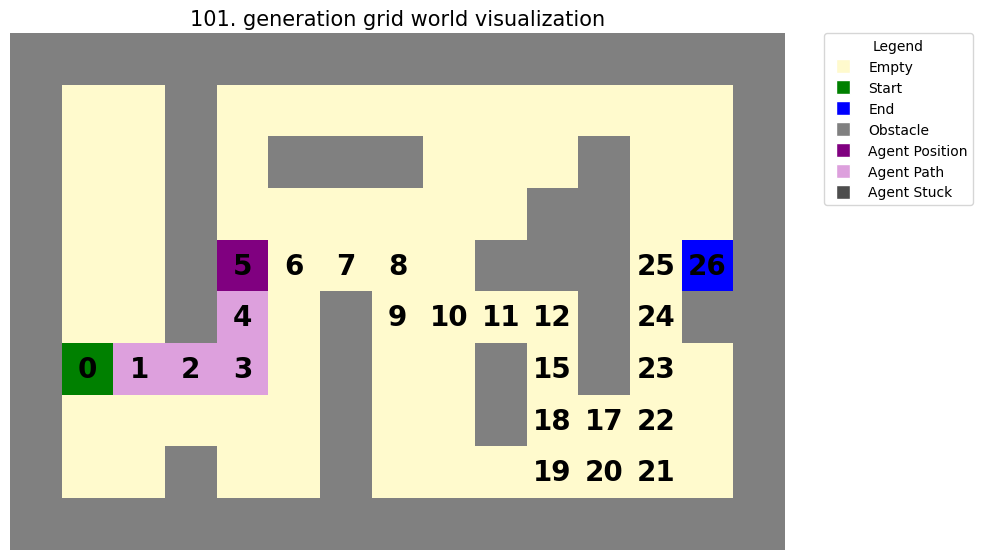 101. generation grid world visualization
Legend
Empty
Start
End
Obstacle
Agent Position
Agent Path
Agent Stuck
5 6 7 8 25 26
4 9 10 11 12 24
0 1 2 3 15 23
18 17 22
19 20 21